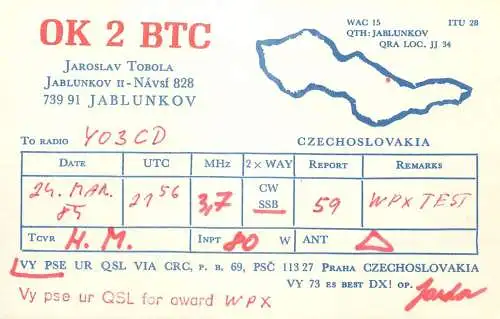 OK 2 BTC
WAC 15 ITU 28
QTH: JABLUNKOV
QRA LOC. JJ 34
JAROSLAV TOBOLA
JABLUNKOV II - NÁVSÍ 828
739 91 JABLUNKOV
TO RADIO YO3CD
CZECHOSLOVAKIA
DATE UTC MHz 2 × WAY REPORT REMARKS
24. MAR. 85 21 56 3,7 CW SSB 59 WPX TEST
TCVR H.M. INPT 80 W ANT
VY PSE UR QSL VIA CRC, P. B. 69, PSČ 113 27 PRAHA CZECHOSLOVAKIA
VY 73 ES BEST DX! OP. Jarda
Vy pse ur QSL for award WPX